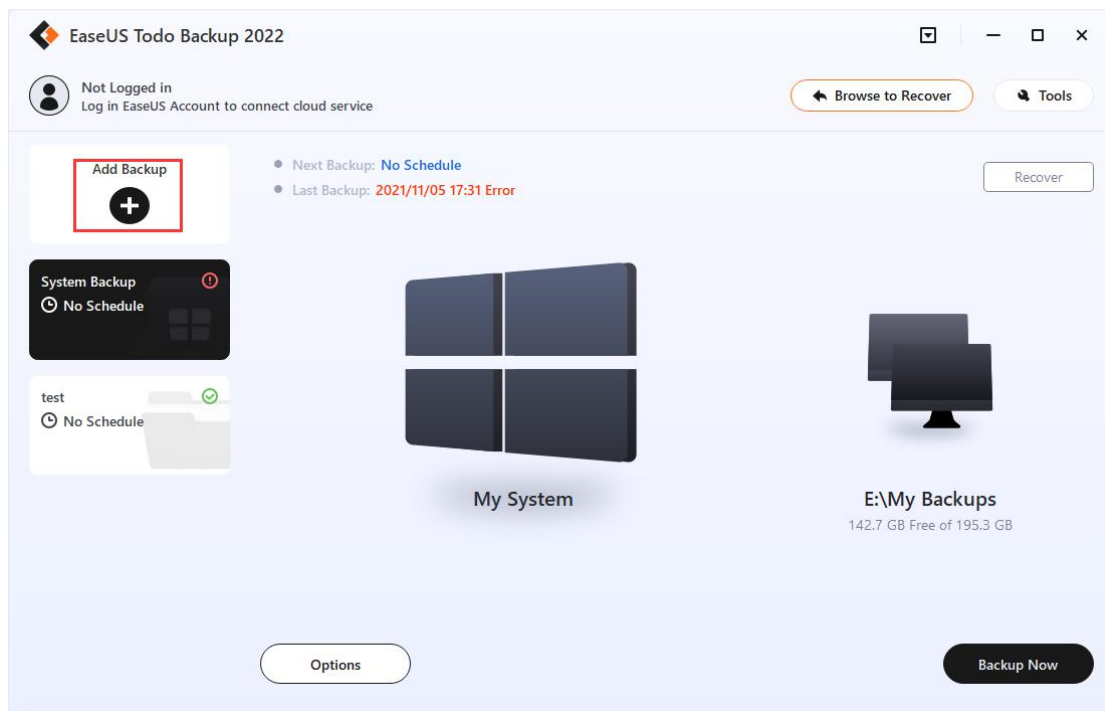 EaseUS Todo Backup 2022
Not Logged in
Log in EaseUS Account to connect cloud service
Browse to Recover
Tools
Add Backup
Next Backup: No Schedule
Last Backup: 2021/11/05 17:31 Error
Recover
System Backup
No Schedule
test
No Schedule
My System
E:\My Backups
142.7 GB Free of 195.3 GB
Options
Backup Now